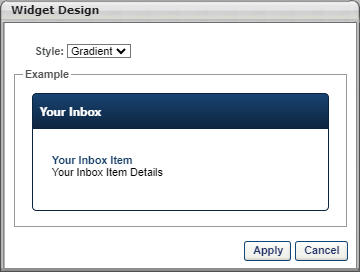 Widget Design
Style: Gradient
Example
Your Inbox
Your Inbox Item
Your Inbox Item Details
Apply Cancel